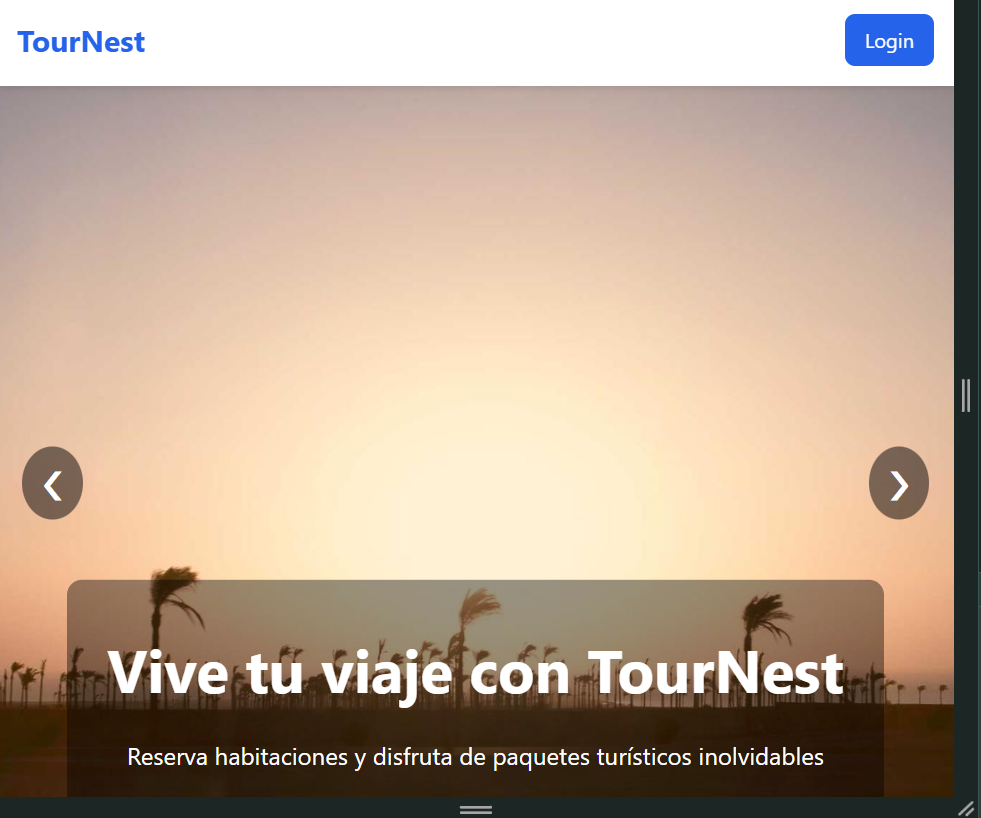 TourNest
Login
❮
❯
Vive tu viaje con TourNest
Reserva habitaciones y disfruta de paquetes turísticos inolvidables